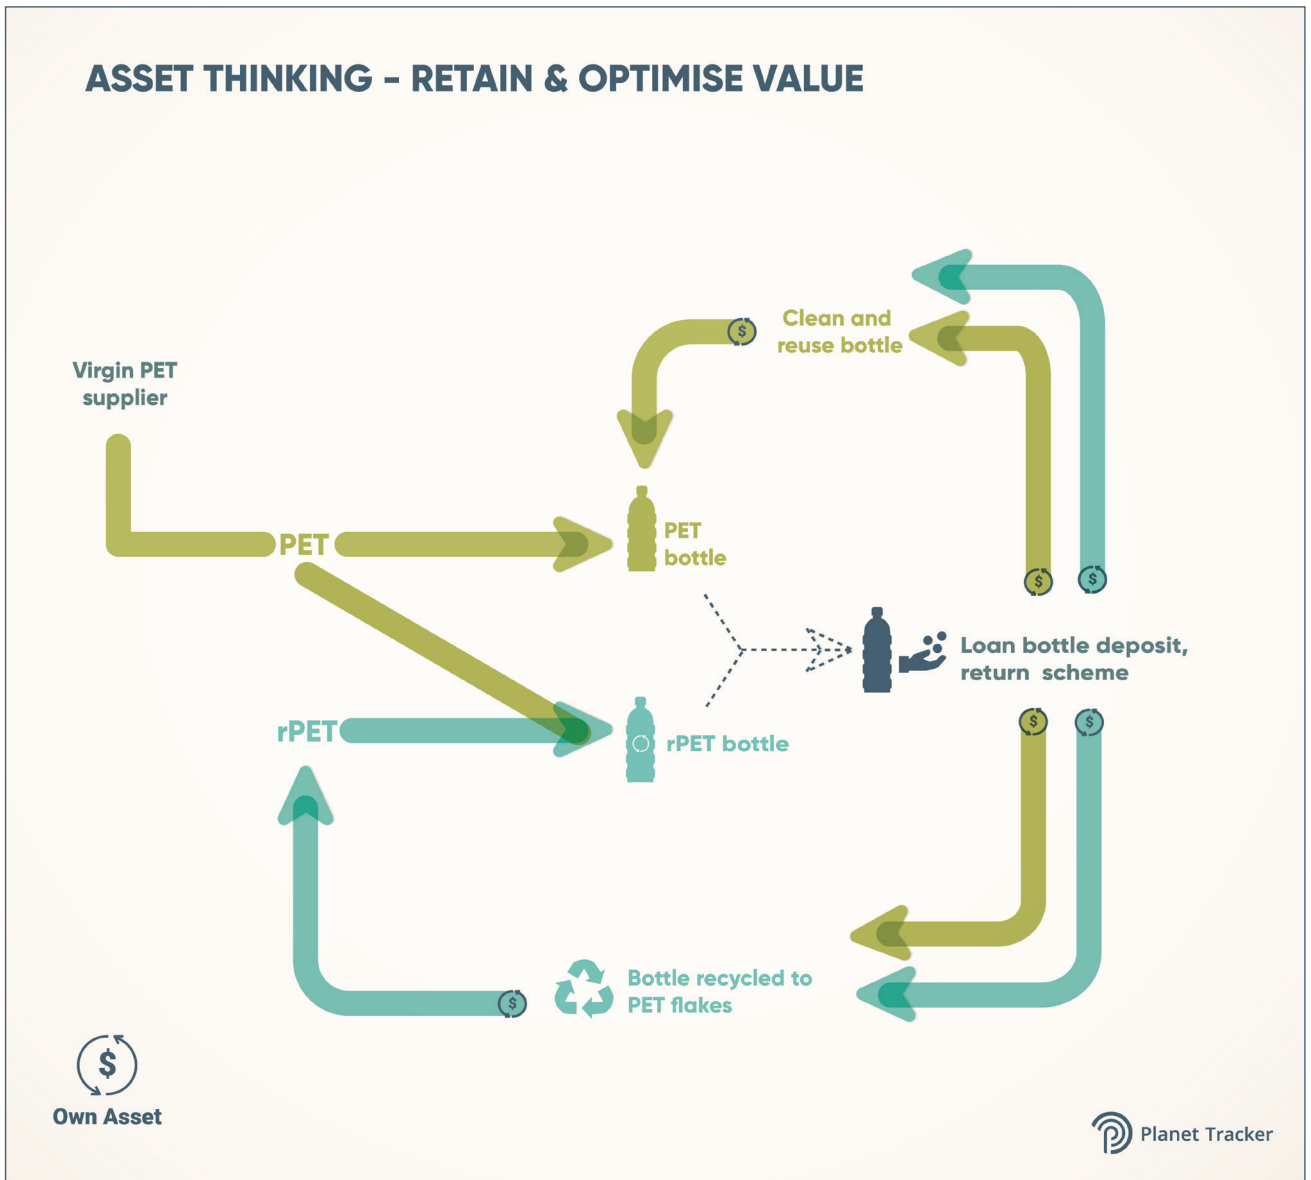 ASSET THINKING – RETAIN & OPTIMISE VALUE
Clean and
reuse bottle
$
Virgin PET
supplier
PET
PET
bottle
$
$
Loan bottle deposit,
return scheme
rPET
rPET bottle
$
$
Bottle recycled to
PET flakes
$
$
Own Asset
Planet Tracker